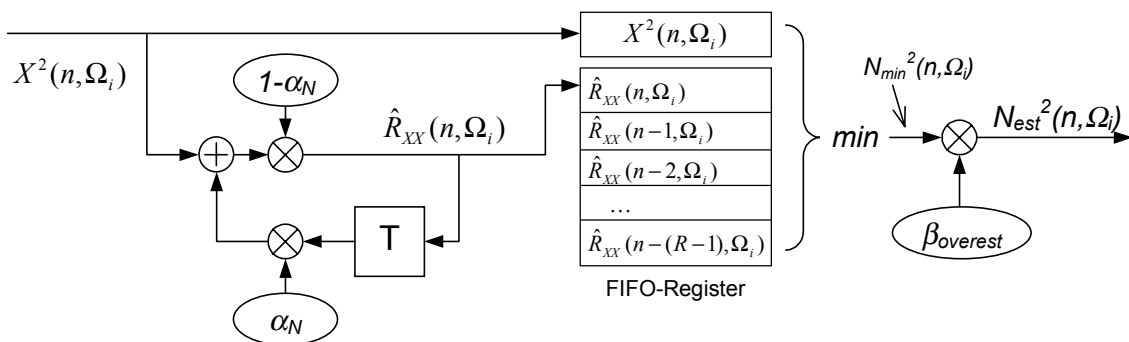 X²(n,Ωᵢ)
X²(n,Ωᵢ)
1-α_N
R̂_XX(n,Ωᵢ)
R̂_XX(n,Ωᵢ)
R̂_XX(n−1,Ωᵢ)
R̂_XX(n−2,Ωᵢ)
...
R̂_XX(n−(R−1),Ωᵢ)
FIFO-Register
min
N_min²(n,Ωᵢ)
N_est²(n,Ωᵢ)
β_overest
T
α_N